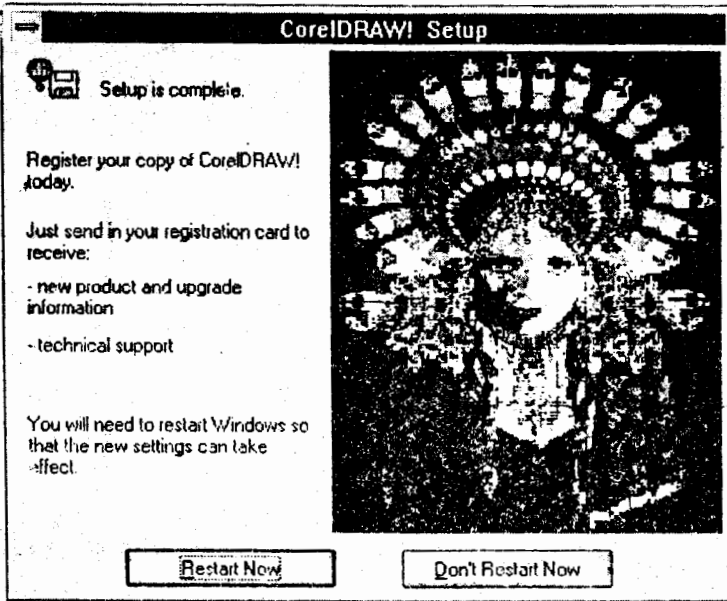 CorelDRAW! Setup
Setup is complete.
Register your copy of CorelDRAW!
today.
Just send in your registration card to
receive:
- new product and upgrade
information
- technical support
You will need to restart Windows so
that the new settings can take
effect.
Restart Now
Don't Restart Now